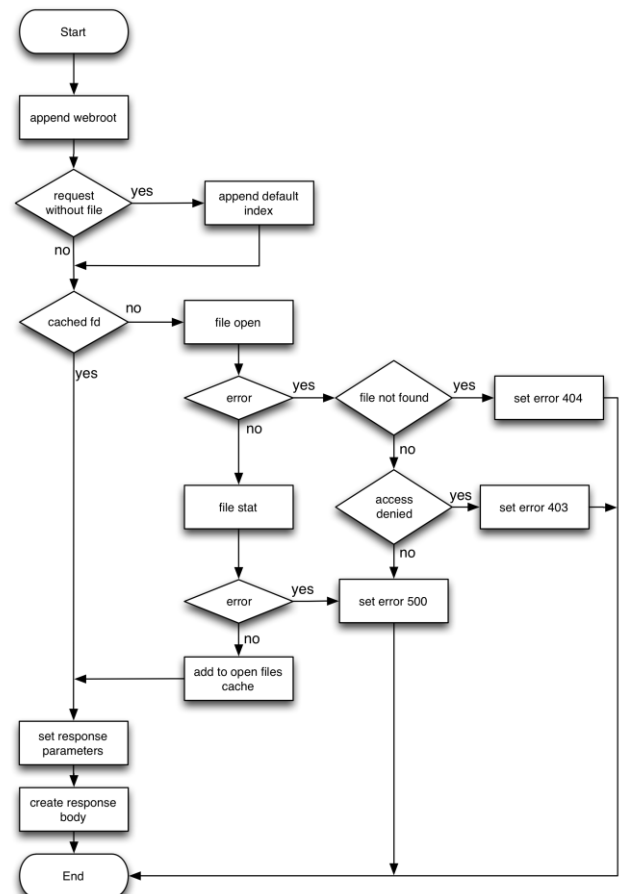 Start
append webroot
request
without file
yes
append default
index
no
cached fd
no
file open
yes
error
yes
file not found
yes
set error 404
no
no
file stat
access
denied
yes
set error 403
no
error
yes
set error 500
no
add to open files
cache
set response
parameters
create response
body
End